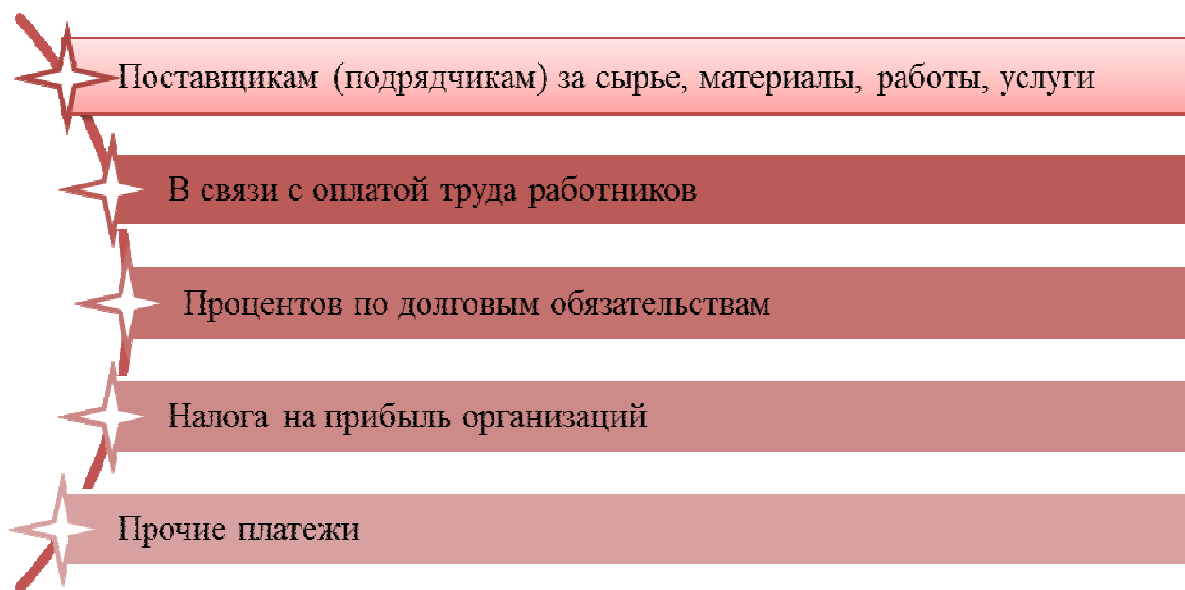 Поставщикам (подрядчикам) за сырье, материалы, работы, услуги
В связи с оплатой труда работников
Процентов по долговым обязательствам
Налога на прибыль организаций
Прочие платежи